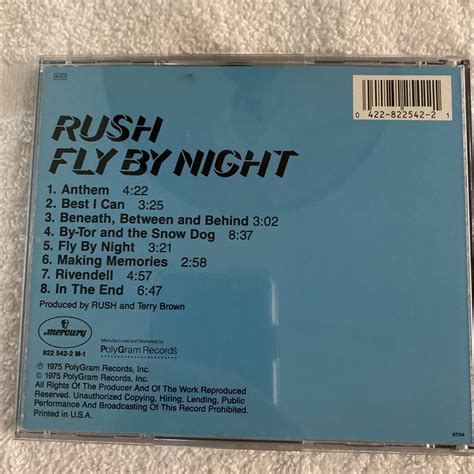 AAD
0 422-822542-2 1
RUSH
FLY BY NIGHT
1. Anthem 4:22
2. Best I Can 3:25
3. Beneath, Between and Behind 3:02
4. By-Tor and the Snow Dog 8:37
5. Fly By Night 3:21
6. Making Memories 2:58
7. Rivendell 4:57
8. In The End 6:47
Produced by RUSH and Terry Brown
mercury
822 542-2 M-1
Manufactured and Marketed by
PolyGram Records
℗ 1975 PolyGram Records, Inc.
© 1975 PolyGram Records, Inc.
All Rights Of The Producer And Of The Work Reproduced
Reserved. Unauthorized Copying, Hiring, Lending, Public
Performance And Broadcasting Of This Record Prohibited.
Printed in U.S.A.